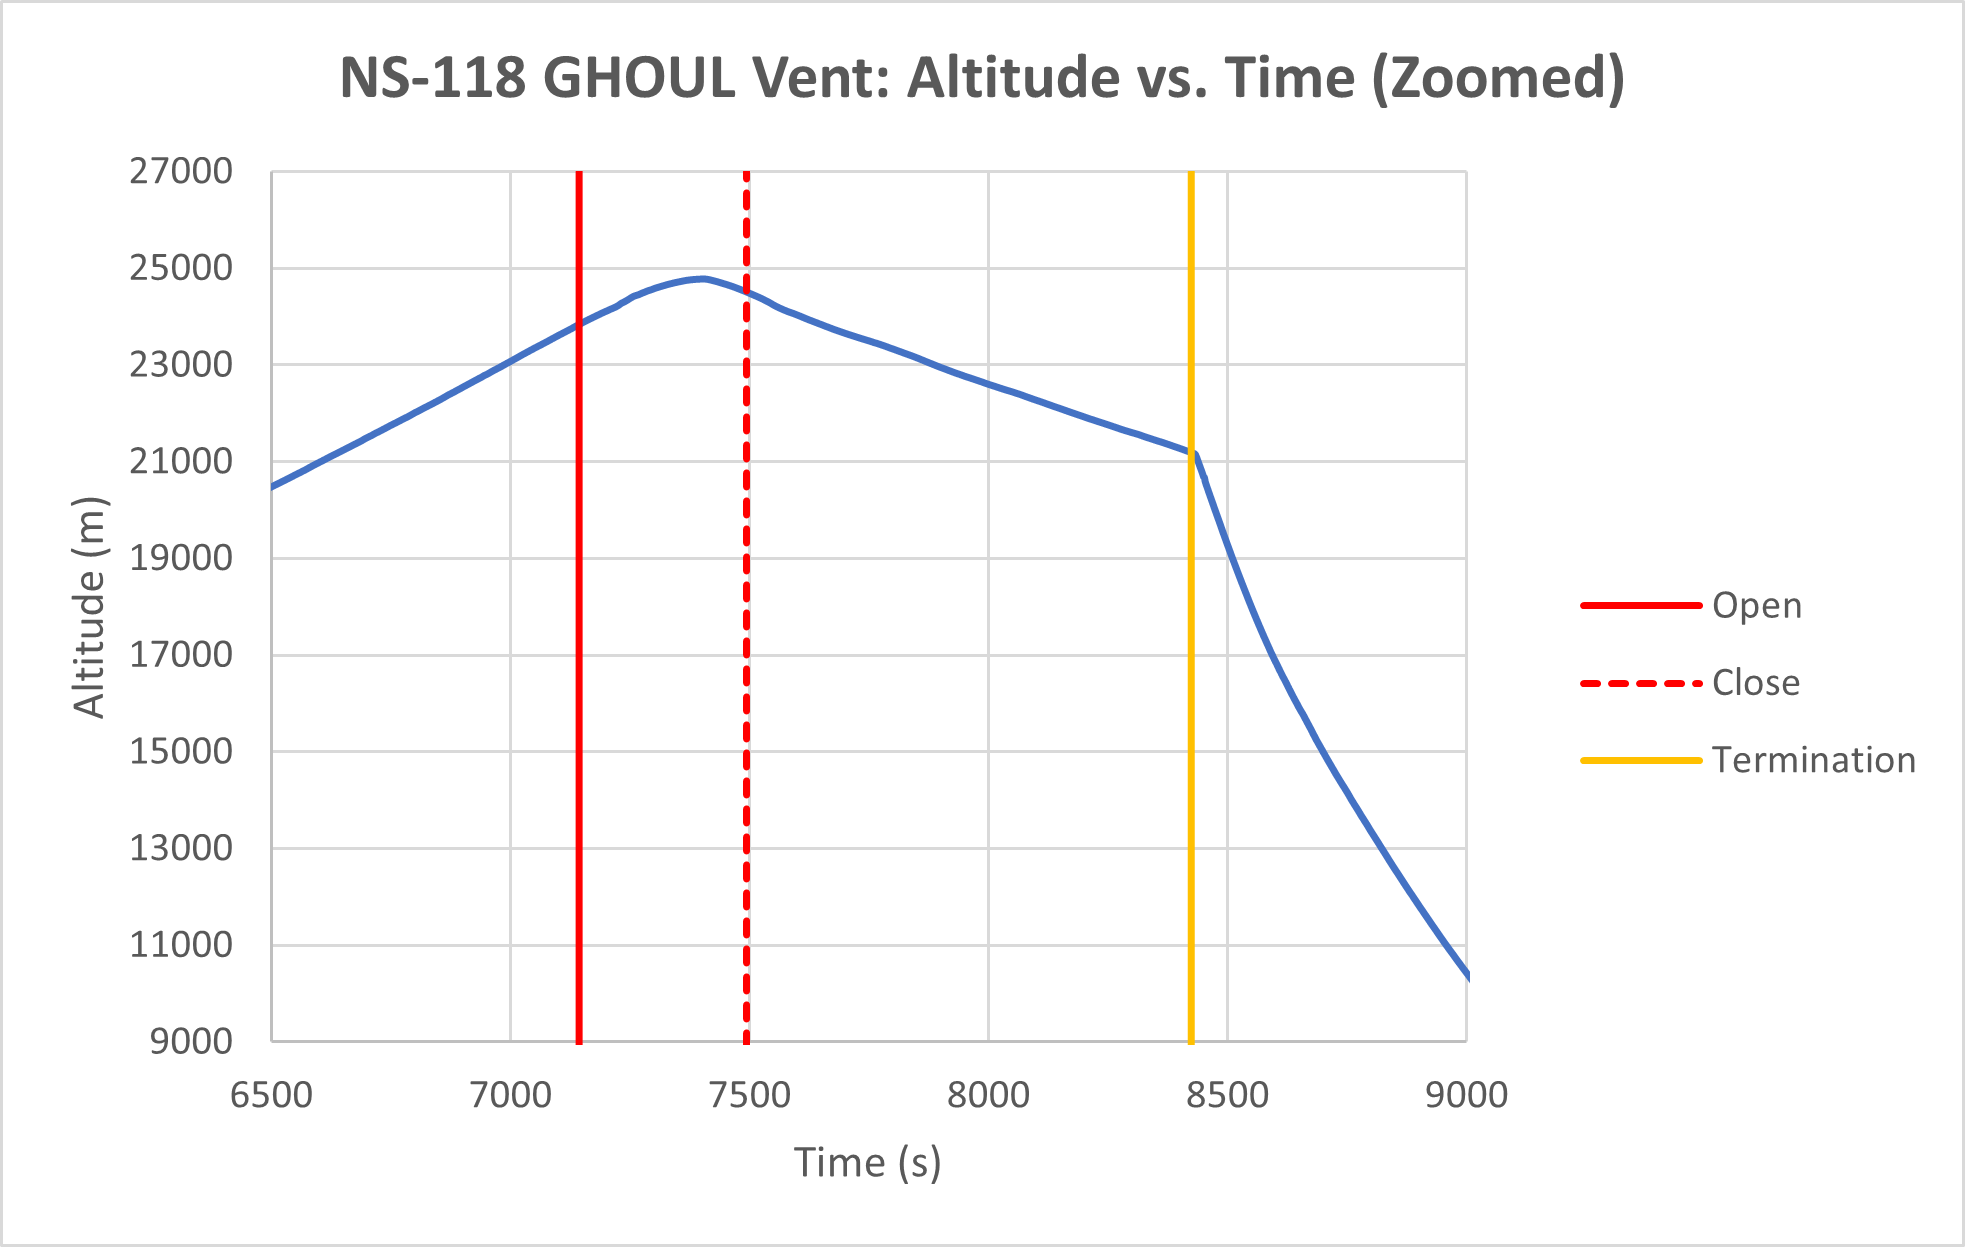 NS-118 GHOUL Vent: Altitude vs. Time (Zoomed)
27000
25000
23000
21000
19000
17000
15000
13000
11000
9000
Altitude (m)
6500 7000 7500 8000 8500 9000
Time (s)
Open
Close
Termination